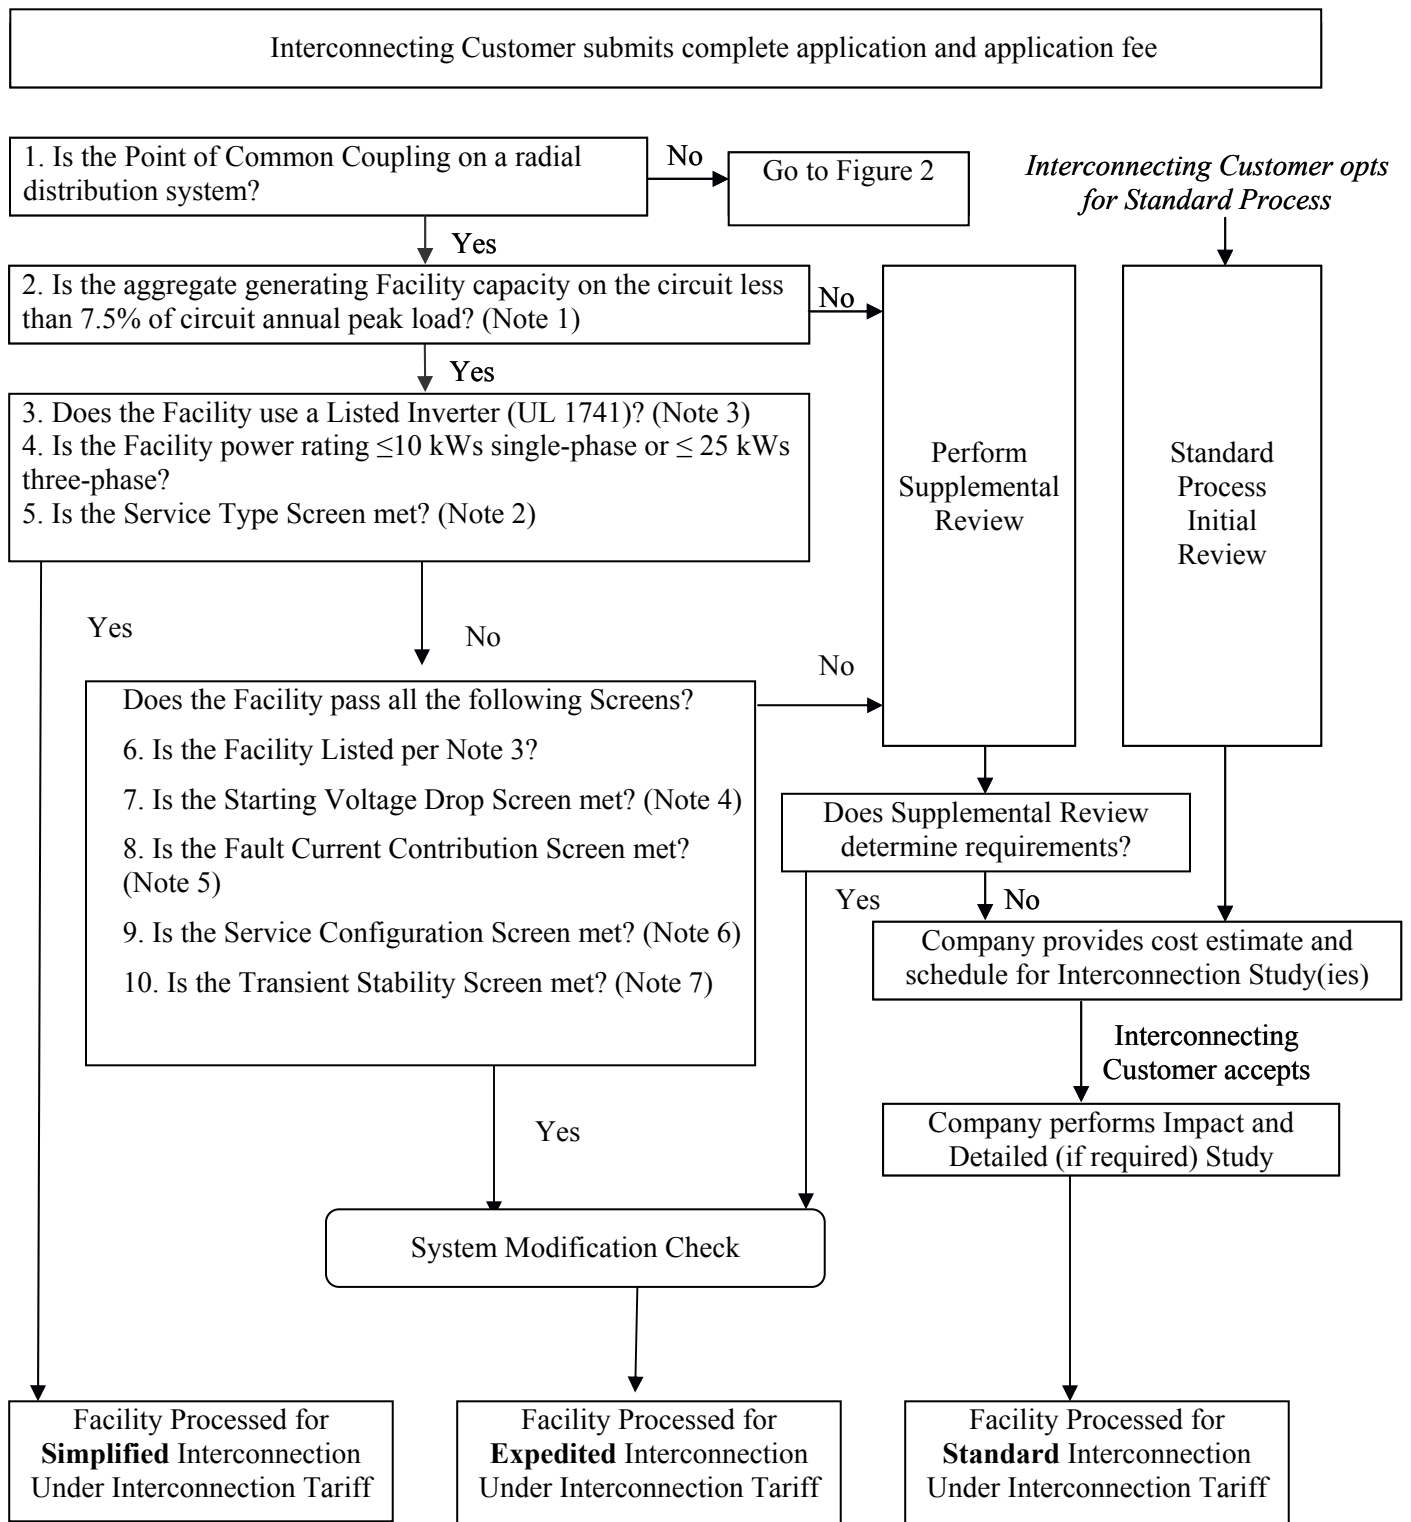 Interconnecting Customer submits complete application and application fee
1. Is the Point of Common Coupling on a radial
distribution system?
No
Go to Figure 2
Interconnecting Customer opts
for Standard Process
Yes
2. Is the aggregate generating Facility capacity on the circuit less
than 7.5% of circuit annual peak load? (Note 1)
No
Yes
3. Does the Facility use a Listed Inverter (UL 1741)? (Note 3)
4. Is the Facility power rating ≤10 kWs single-phase or ≤ 25 kWs
three-phase?
5. Is the Service Type Screen met? (Note 2)
Perform
Supplemental
Review
Standard
Process
Initial
Review
Yes
No
No
Does the Facility pass all the following Screens?
6. Is the Facility Listed per Note 3?
7. Is the Starting Voltage Drop Screen met? (Note 4)
8. Is the Fault Current Contribution Screen met?
(Note 5)
9. Is the Service Configuration Screen met? (Note 6)
10. Is the Transient Stability Screen met? (Note 7)
Does Supplemental Review
determine requirements?
Yes
No
Company provides cost estimate and
schedule for Interconnection Study(ies)
Interconnecting
Customer accepts
Company performs Impact and
Detailed (if required) Study
Yes
System Modification Check
Facility Processed for
Simplified Interconnection
Under Interconnection Tariff
Facility Processed for
Expedited Interconnection
Under Interconnection Tariff
Facility Processed for
Standard Interconnection
Under Interconnection Tariff